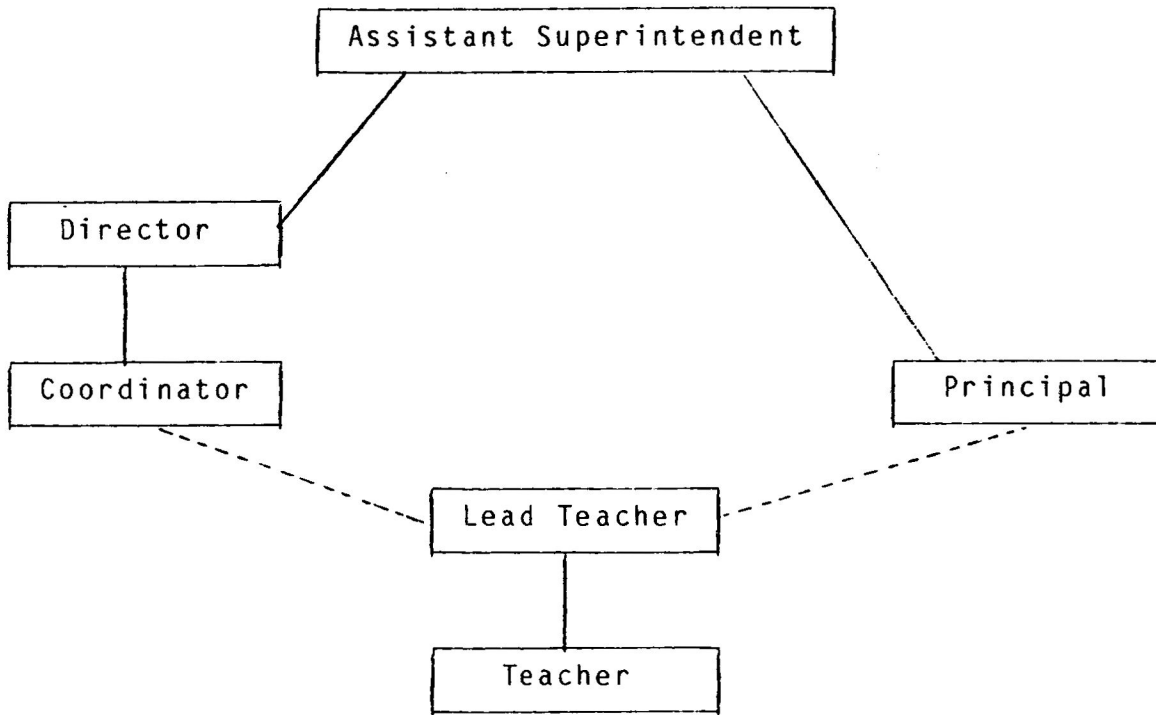 Assistant Superintendent
Director
Coordinator
Principal
Lead Teacher
Teacher